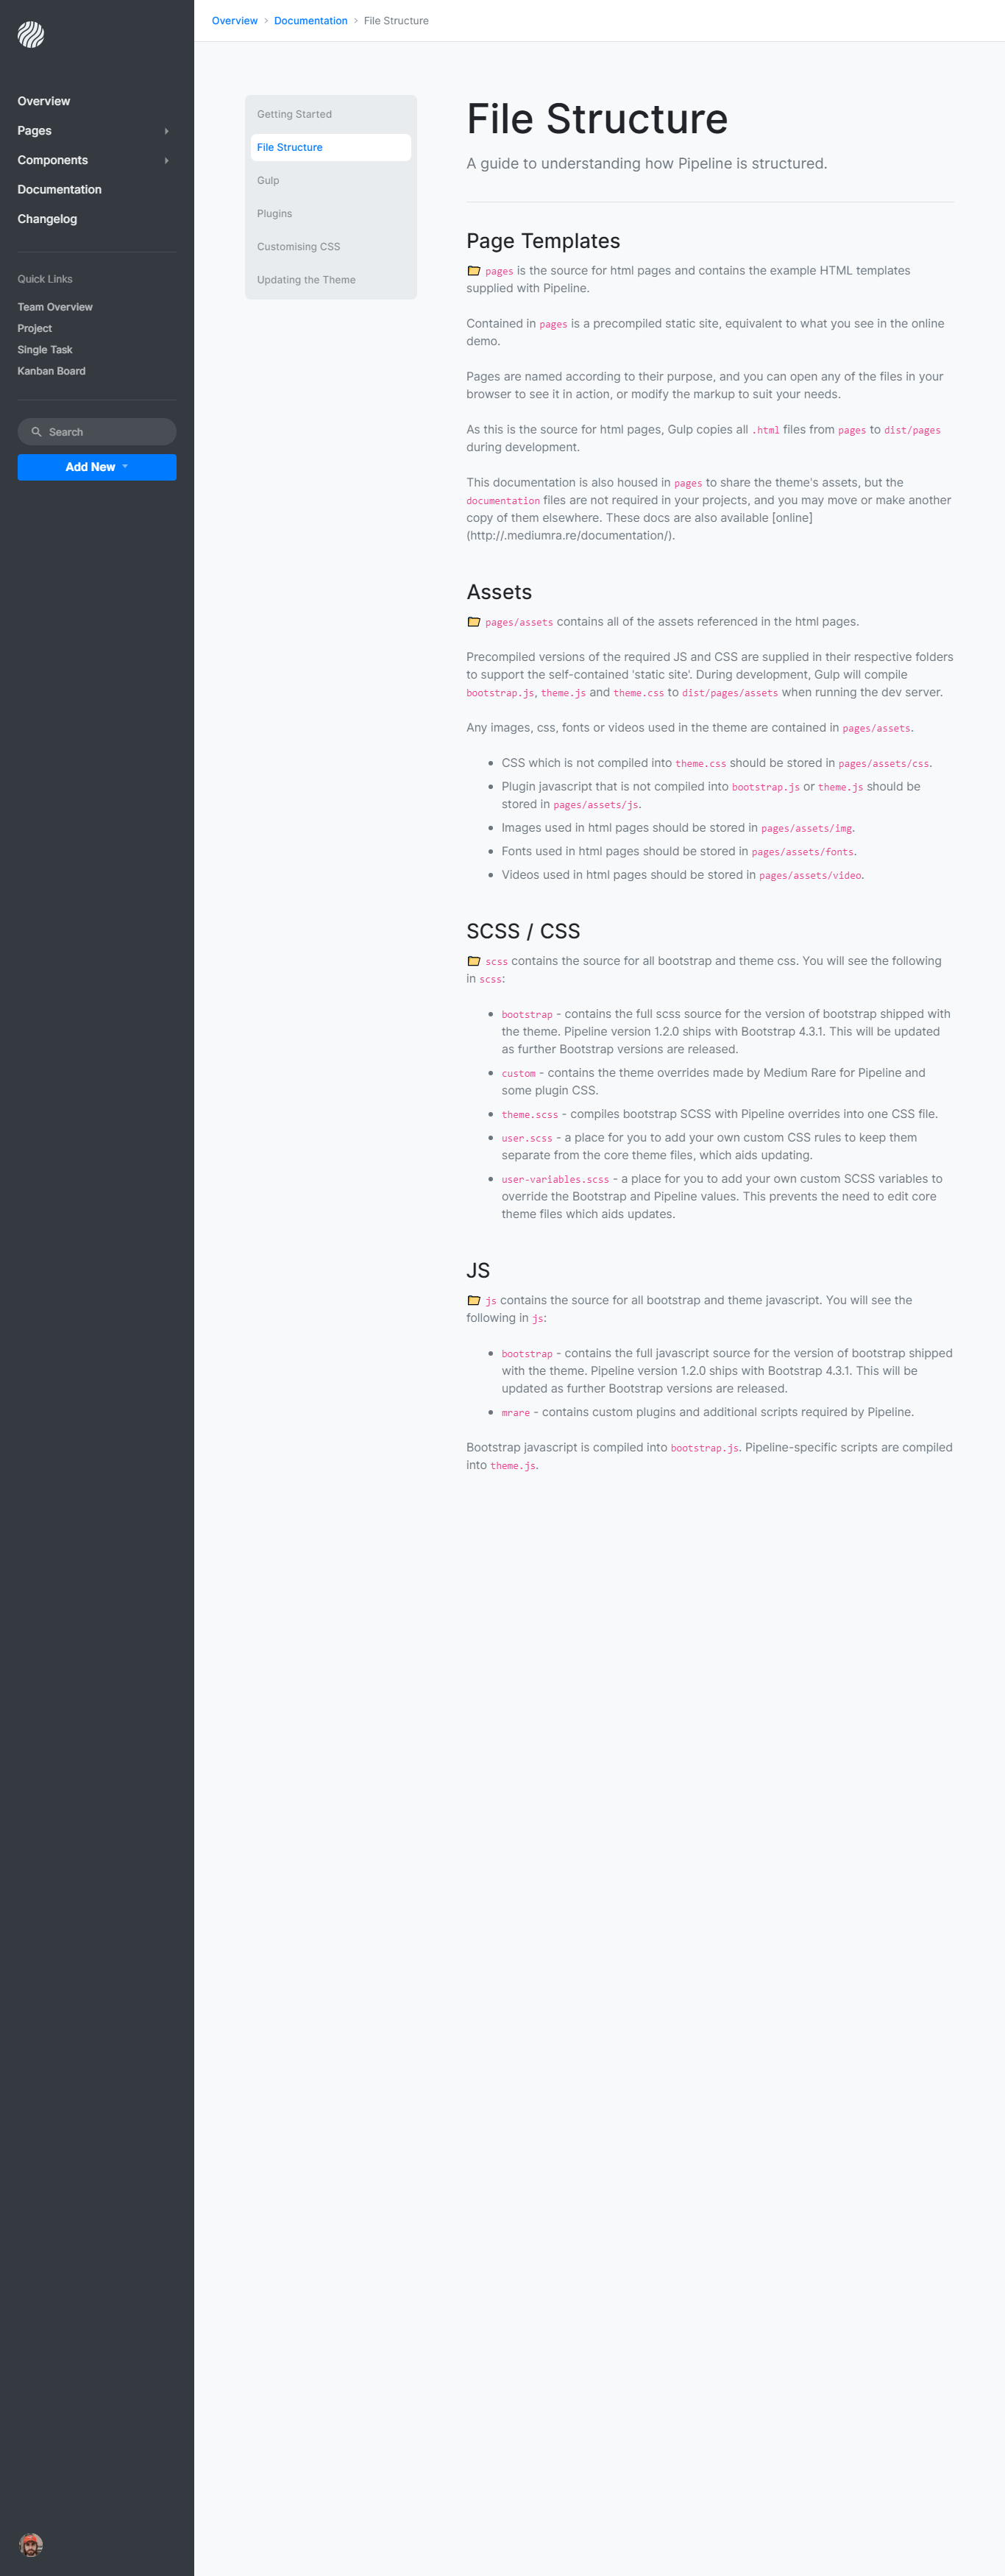 Overview
Pages
Components
Documentation
Changelog
Quick Links
Team Overview
Project
Single Task
Kanban Board
Search
Add New
Overview > Documentation > File Structure
Getting Started
File Structure
Gulp
Plugins
Customising CSS
Updating the Theme
File Structure
A guide to understanding how Pipeline is structured.
Page Templates
pages is the source for html pages and contains the example HTML templates
supplied with Pipeline.
Contained in pages is a precompiled static site, equivalent to what you see in the online
demo.
Pages are named according to their purpose, and you can open any of the files in your
browser to see it in action, or modify the markup to suit your needs.
As this is the source for html pages, Gulp copies all .html files from pages to dist/pages
during development.
This documentation is also housed in pages to share the theme's assets, but the
documentation files are not required in your projects, and you may move or make another
copy of them elsewhere. These docs are also available [online]
(http://.mediumra.re/documentation/).
Assets
pages/assets contains all of the assets referenced in the html pages.
Precompiled versions of the required JS and CSS are supplied in their respective folders
to support the self-contained 'static site'. During development, Gulp will compile
bootstrap.js, theme.js and theme.css to dist/pages/assets when running the dev server.
Any images, css, fonts or videos used in the theme are contained in pages/assets.
• CSS which is not compiled into theme.css should be stored in pages/assets/css.
• Plugin javascript that is not compiled into bootstrap.js or theme.js should be
stored in pages/assets/js.
• Images used in html pages should be stored in pages/assets/img.
• Fonts used in html pages should be stored in pages/assets/fonts.
• Videos used in html pages should be stored in pages/assets/video.
SCSS / CSS
scss contains the source for all bootstrap and theme css. You will see the following
in scss:
• bootstrap - contains the full scss source for the version of bootstrap shipped with
the theme. Pipeline version 1.2.0 ships with Bootstrap 4.3.1. This will be updated
as further Bootstrap versions are released.
• custom - contains the theme overrides made by Medium Rare for Pipeline and
some plugin CSS.
• theme.scss - compiles bootstrap SCSS with Pipeline overrides into one CSS file.
• user.scss - a place for you to add your own custom CSS rules to keep them
separate from the core theme files, which aids updating.
• user-variables.scss - a place for you to add your own custom SCSS variables to
override the Bootstrap and Pipeline values. This prevents the need to edit core
theme files which aids updates.
JS
js contains the source for all bootstrap and theme javascript. You will see the
following in js:
• bootstrap - contains the full javascript source for the version of bootstrap shipped
with the theme. Pipeline version 1.2.0 ships with Bootstrap 4.3.1. This will be
updated as further Bootstrap versions are released.
• mrare - contains custom plugins and additional scripts required by Pipeline.
Bootstrap javascript is compiled into bootstrap.js. Pipeline-specific scripts are compiled
into theme.js.